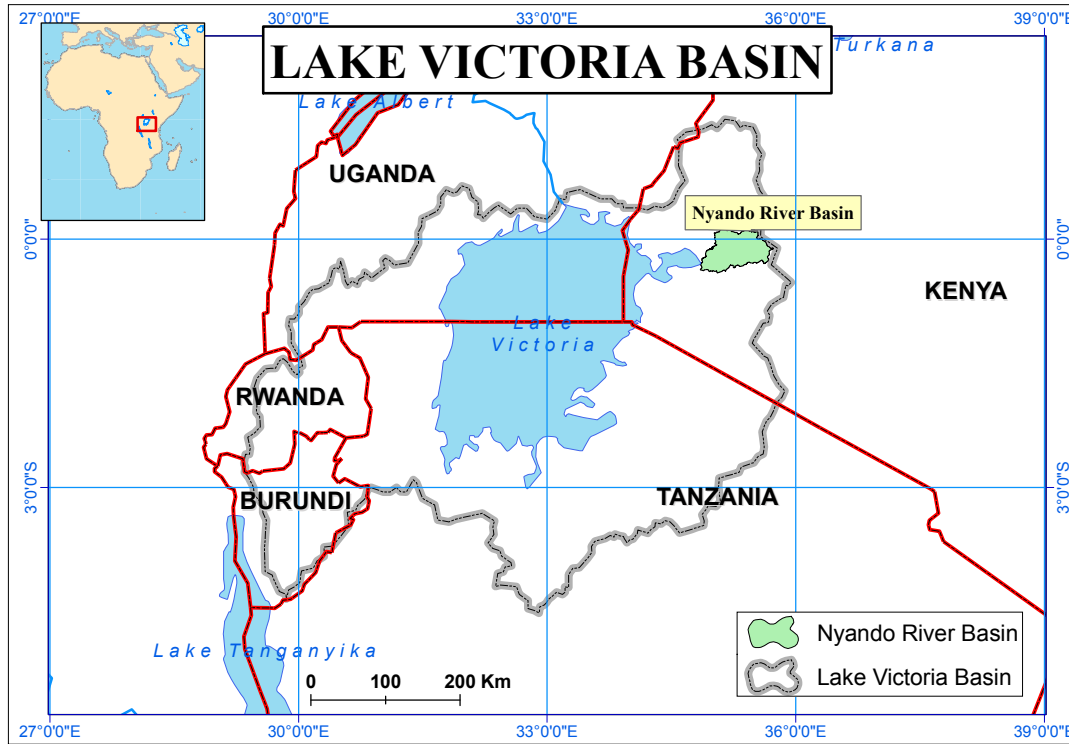 27°0'0"E 30°0'0"E 33°0'0"E 36°0'0"E 39°0'0"E
LAKE VICTORIA BASIN
Turkana
Lake Albert
UGANDA
Nyando River Basin
0°0'0" 0°0'0"
KENYA
Lake
Victoria
RWANDA
3°0'0"S 3°0'0"S
BURUNDI
TANZANIA
Nyando River Basin
Lake Victoria Basin
Lake Tanganyika
0 100 200 Km
27°0'0"E 30°0'0"E 33°0'0"E 36°0'0"E 39°0'0"E